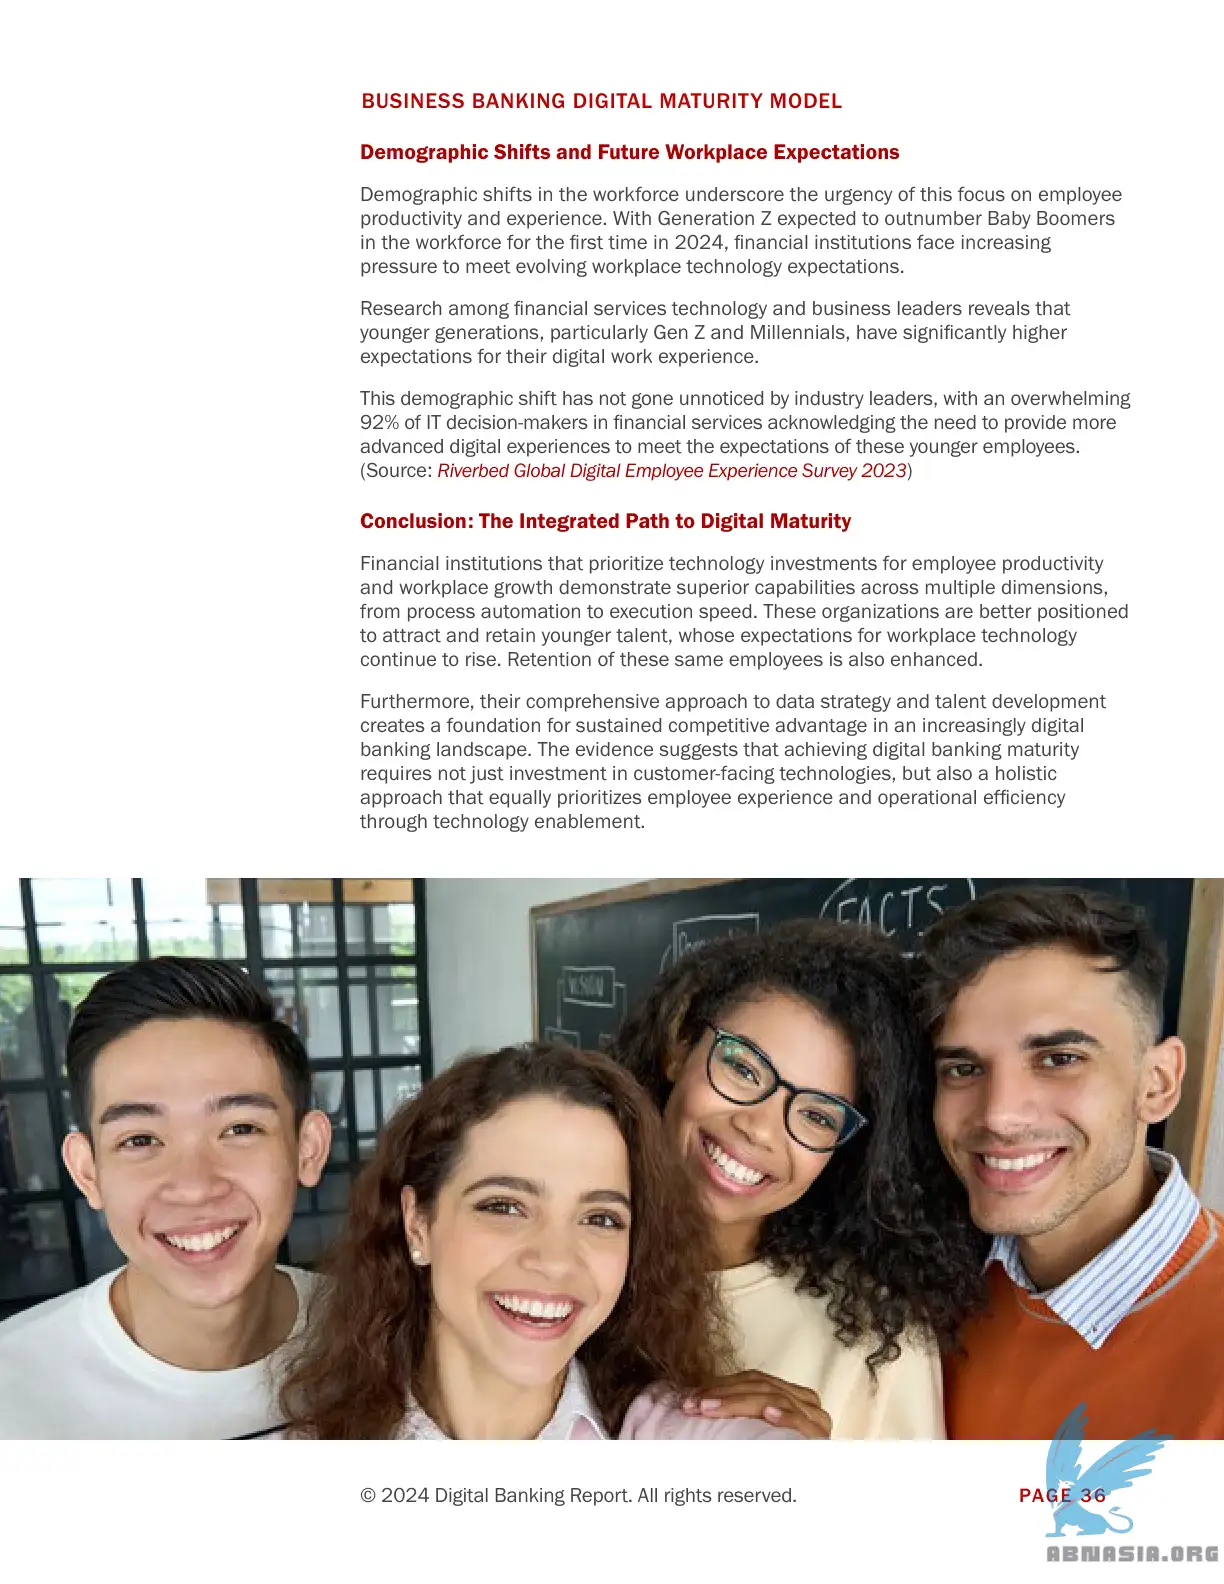 BUSINESS BANKING DIGITAL MATURITY MODEL
Demographic Shifts and Future Workplace Expectations
Demographic shifts in the workforce underscore the urgency of this focus on employee
productivity and experience. With Generation Z expected to outnumber Baby Boomers
in the workforce for the first time in 2024, financial institutions face increasing
pressure to meet evolving workplace technology expectations.
Research among financial services technology and business leaders reveals that
younger generations, particularly Gen Z and Millennials, have significantly higher
expectations for their digital work experience.
This demographic shift has not gone unnoticed by industry leaders, with an overwhelming
92% of IT decision-makers in financial services acknowledging the need to provide more
advanced digital experiences to meet the expectations of these younger employees.
(Source: Riverbed Global Digital Employee Experience Survey 2023)
Conclusion: The Integrated Path to Digital Maturity
Financial institutions that prioritize technology investments for employee productivity
and workplace growth demonstrate superior capabilities across multiple dimensions,
from process automation to execution speed. These organizations are better positioned
to attract and retain younger talent, whose expectations for workplace technology
continue to rise. Retention of these same employees is also enhanced.
Furthermore, their comprehensive approach to data strategy and talent development
creates a foundation for sustained competitive advantage in an increasingly digital
banking landscape. The evidence suggests that achieving digital banking maturity
requires not just investment in customer-facing technologies, but also a holistic
approach that equally prioritizes employee experience and operational efficiency
through technology enablement.
FACTS
VISION
© 2024 Digital Banking Report. All rights reserved.
PAGE 36
ABNASIA.ORG